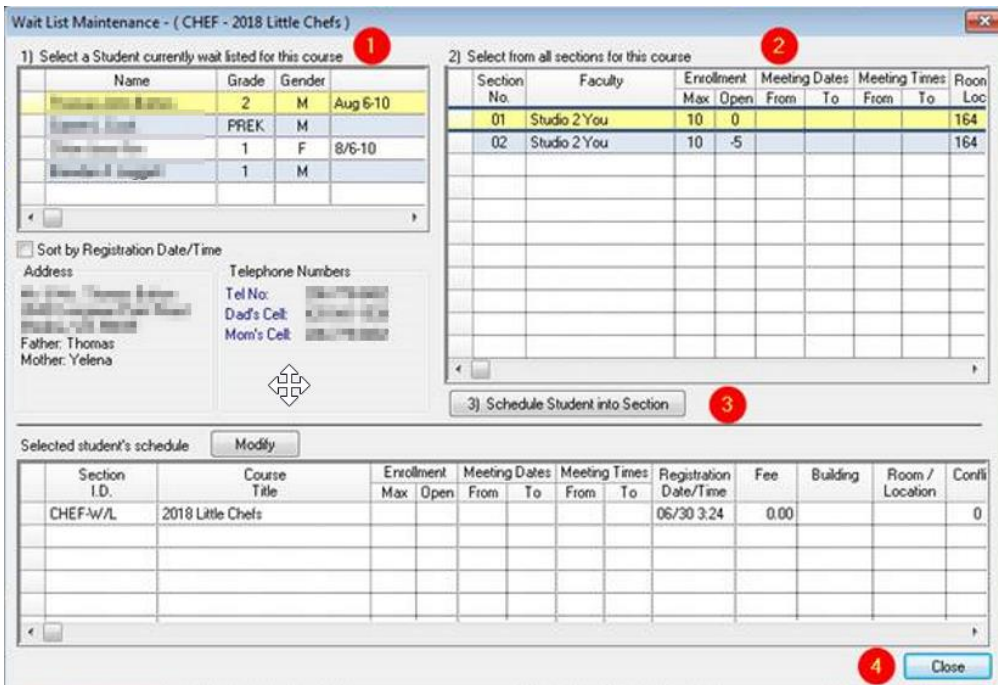 Wait List Maintenance - ( CHEF - 2018 Little Chefs )
1) Select a Student currently wait listed for this course
1
Name Grade Gender
2 M Aug 6-10
PREK M
1 F 8/6-10
1 M
Sort by Registration Date/Time
Address
Father: Thomas
Mother: Yelena
Telephone Numbers
Tel No:
Dad's Cell:
Mom's Cell:
2) Select from all sections for this course
2
Section No. Faculty Enrollment Meeting Dates Meeting Times Room
Max Open From To From To Loc
01 Studio 2 You 10 0 164
02 Studio 2 You 10 -5 164
3) Schedule Student into Section
3
Selected student's schedule Modify
Section Course Enrollment Meeting Dates Meeting Times Registration Fee Building Room / Confli
I.D. Title Max Open From To From To Date/Time Location
CHEF-W/L 2018 Little Chefs 06/30 3:24 0.00 0
4
Close